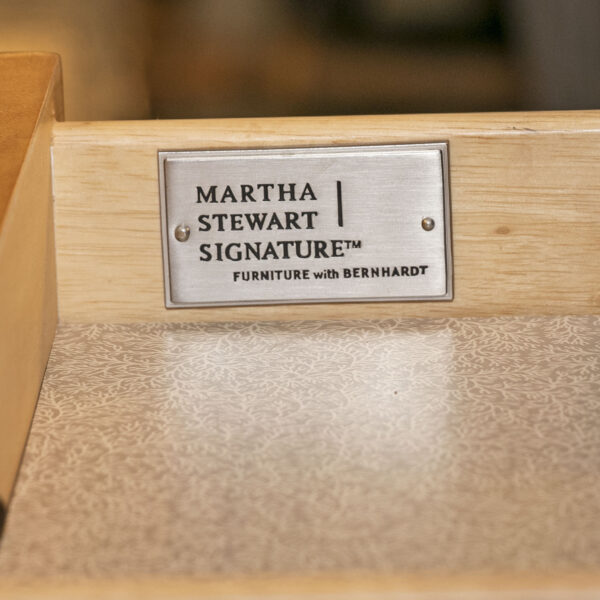 MARTHA
STEWART
SIGNATURE™
FURNITURE with BERNHARDT